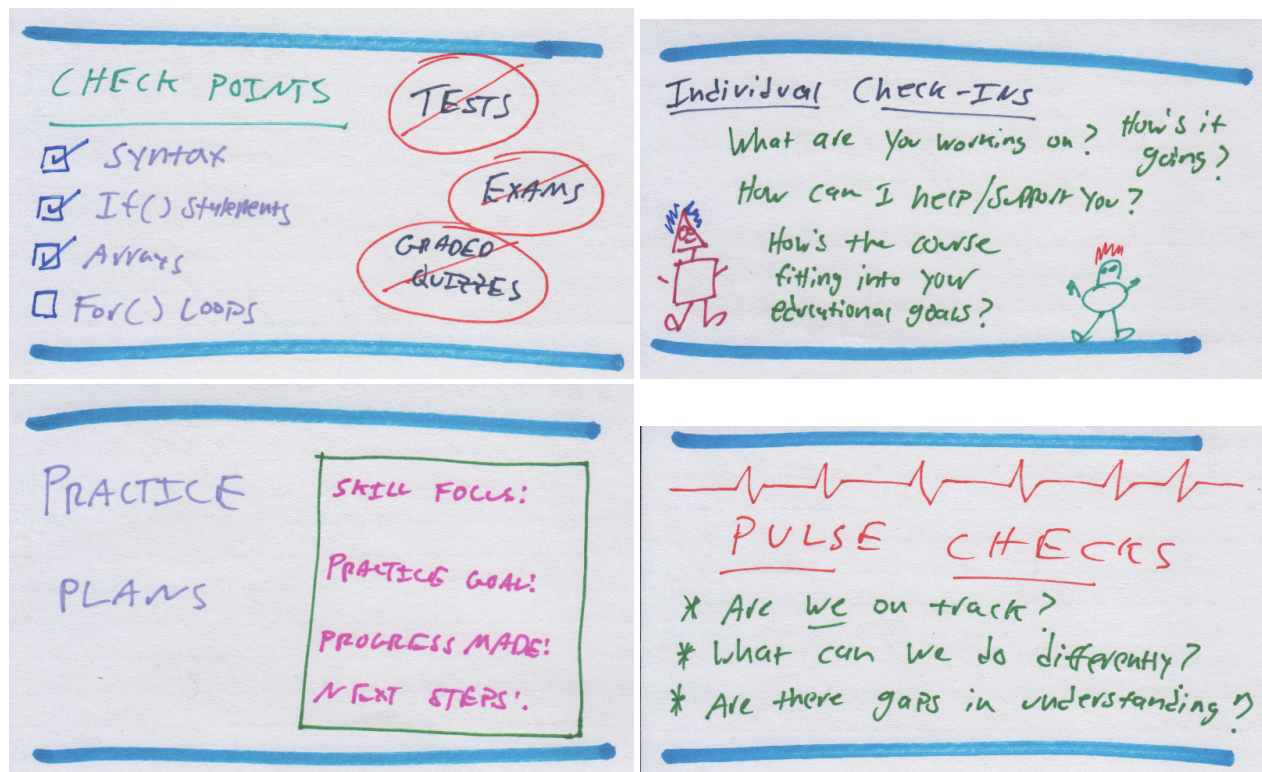 CHECK POINTS
Syntax
If() statements
Arrays
For() Loops
TESTS
EXAMS
GRADED
QUIZZES
Individual Check-INs
What are you working on?
How's it
going?
How can I help/support you?
How's the course
fitting into your
educational goals?
PRACTICE
PLANS
SKILL FOCUS:
PRACTICE GOAL:
PROGRESS MADE:
NEXT STEPS:
PULSE CHECKS
* Are we on track?
* What can we do differently?
* Are there gaps in understanding?